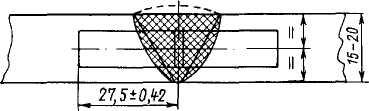 27,5±0,42
=
=
15-20